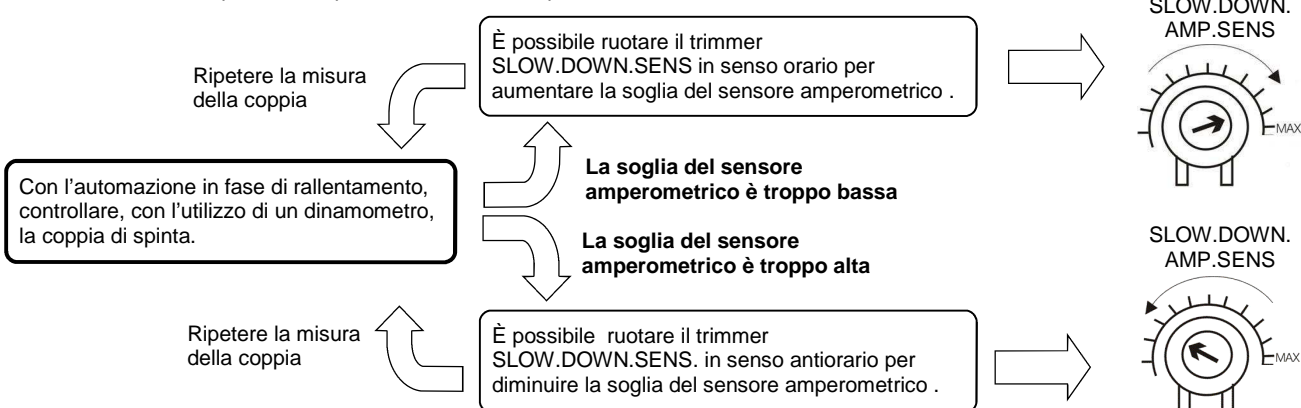 SLOW.DOWN.
AMP.SENS
È possibile ruotare il trimmer
SLOW.DOWN.SENS in senso orario per
aumentare la soglia del sensore amperometrico .
Ripetere la misura
della coppia
MAX
La soglia del sensore
amperometrico è troppo bassa
Con l'automazione in fase di rallentamento,
controllare, con l'utilizzo di un dinamometro,
la coppia di spinta.
La soglia del sensore
amperometrico è troppo alta
SLOW.DOWN.
AMP.SENS
Ripetere la misura
della coppia
È possibile ruotare il trimmer
SLOW.DOWN.SENS. in senso antiorario per
diminuire la soglia del sensore amperometrico .
MAX